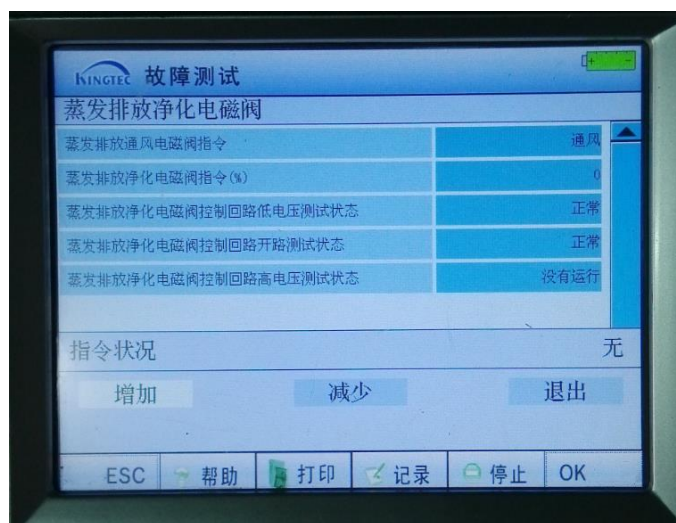 KINGTEC 故障测试
蒸发排放净化电磁阀
蒸发排放通风电磁阀指令 通风
蒸发排放净化电磁阀指令(%) 0
蒸发排放净化电磁阀控制回路低电压测试状态 正常
蒸发排放净化电磁阀控制回路开路测试状态 正常
蒸发排放净化电磁阀控制回路高电压测试状态 没有运行
指令状况 无
增加 减少 退出
ESC 帮助 打印 记录 停止 OK